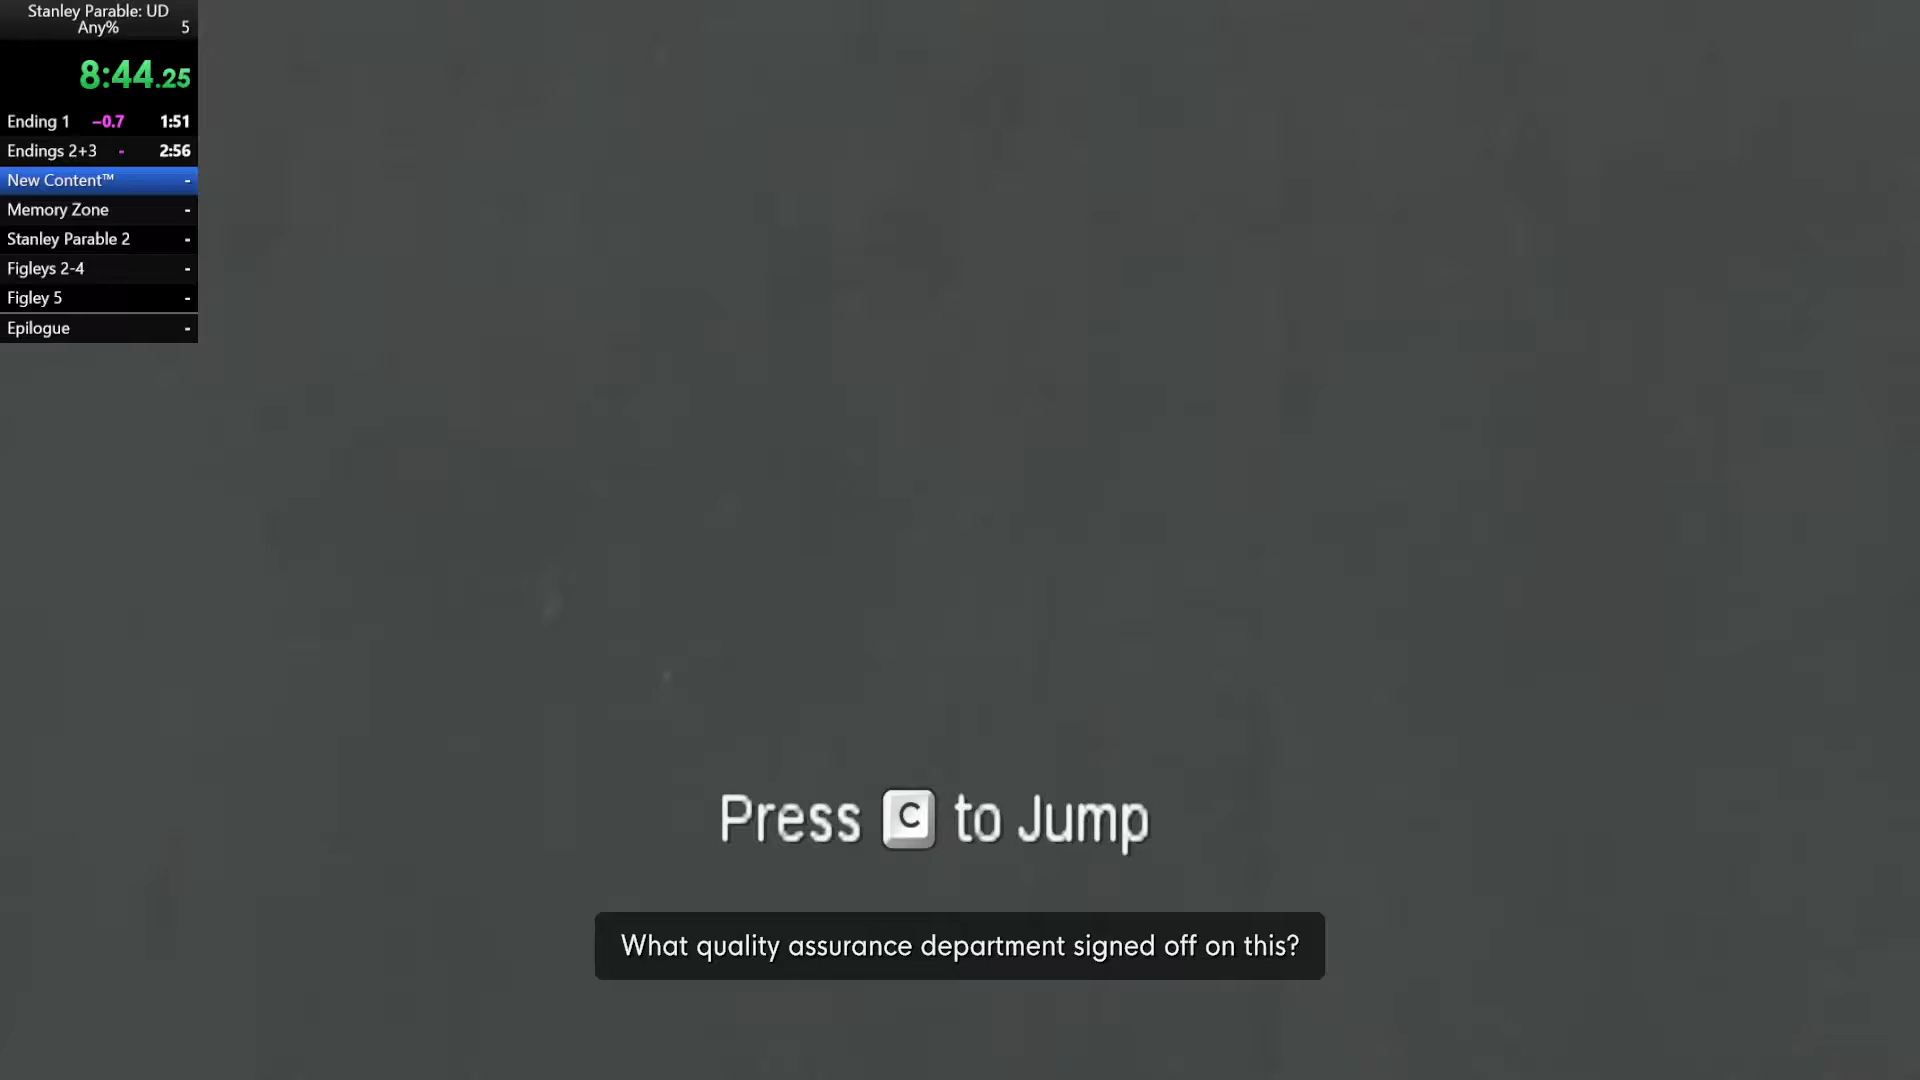 Stanley Parable: UD
Any% 5
8:44.25
Ending 1 −0.7 1:51
Endings 2+3 - 2:56
New Content™ -
Memory Zone -
Stanley Parable 2 -
Figleys 2-4 -
Figley 5 -
Epilogue -
Press C to Jump
What quality assurance department signed off on this?